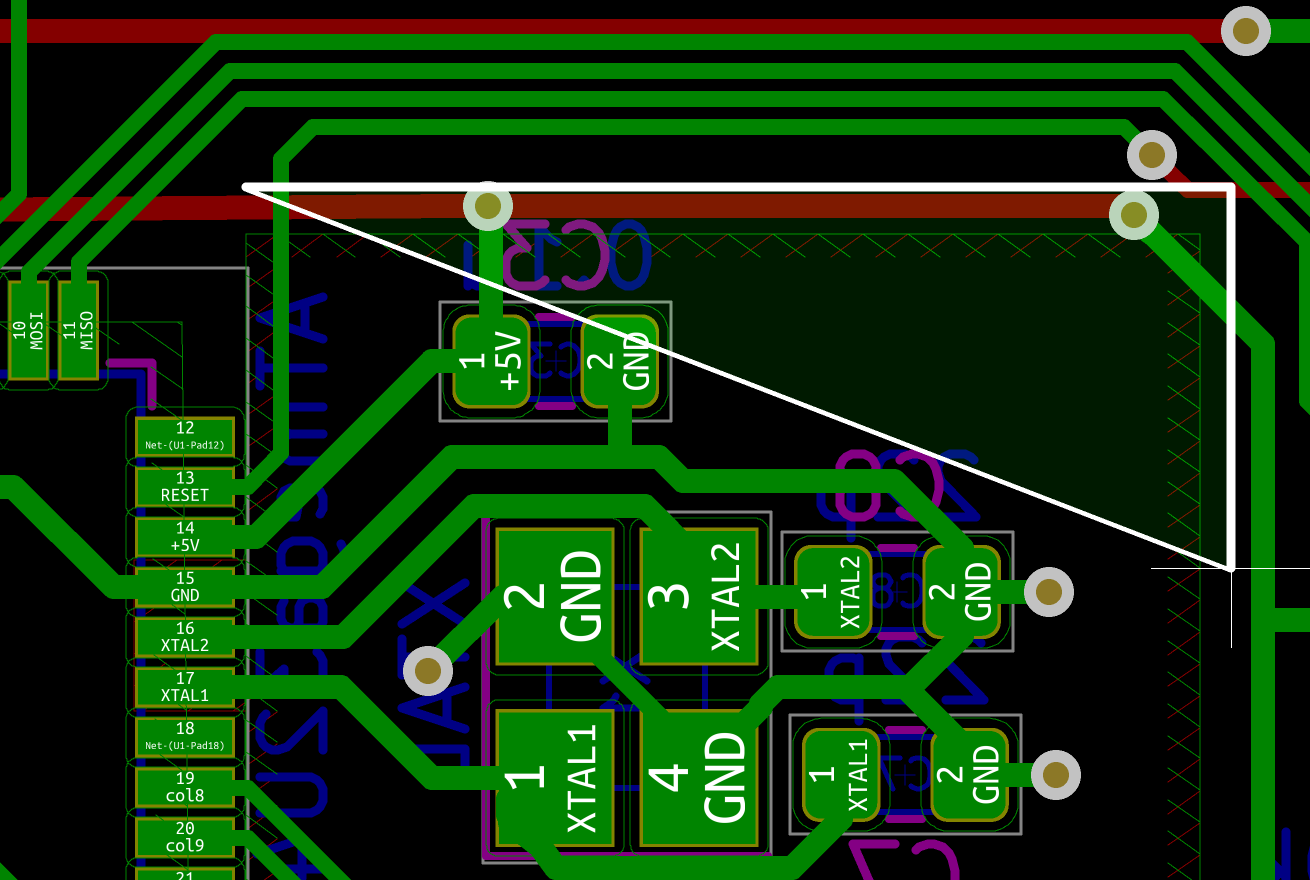 10
MOSI
11
MISO
12
Net-(U1-Pad12)
13
RESET
14
+5V
15
GND
16
XTAL2
17
XTAL1
18
Net-(U1-Pad18)
19
col8
20
col9
21
1
+5V
2
GND
C3
2
GND
3
XTAL2
1
XTAL1
4
GND
1
XTAL2
2
GND
C8
C8
1
XTAL1
2
GND
C7
C7